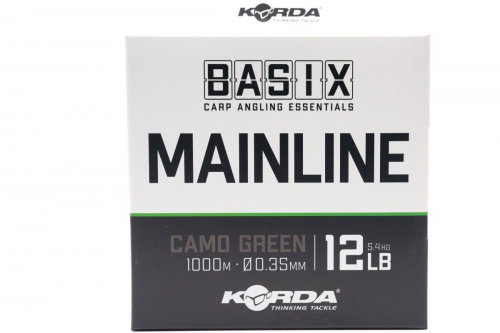 KORDA
THINKING TACKLE
BASIX
CARP ANGLING ESSENTIALS
MAINLINE
CAMO GREEN
1000M · Ø0.35MM
12LB
5.4KG
KORDA
THINKING TACKLE